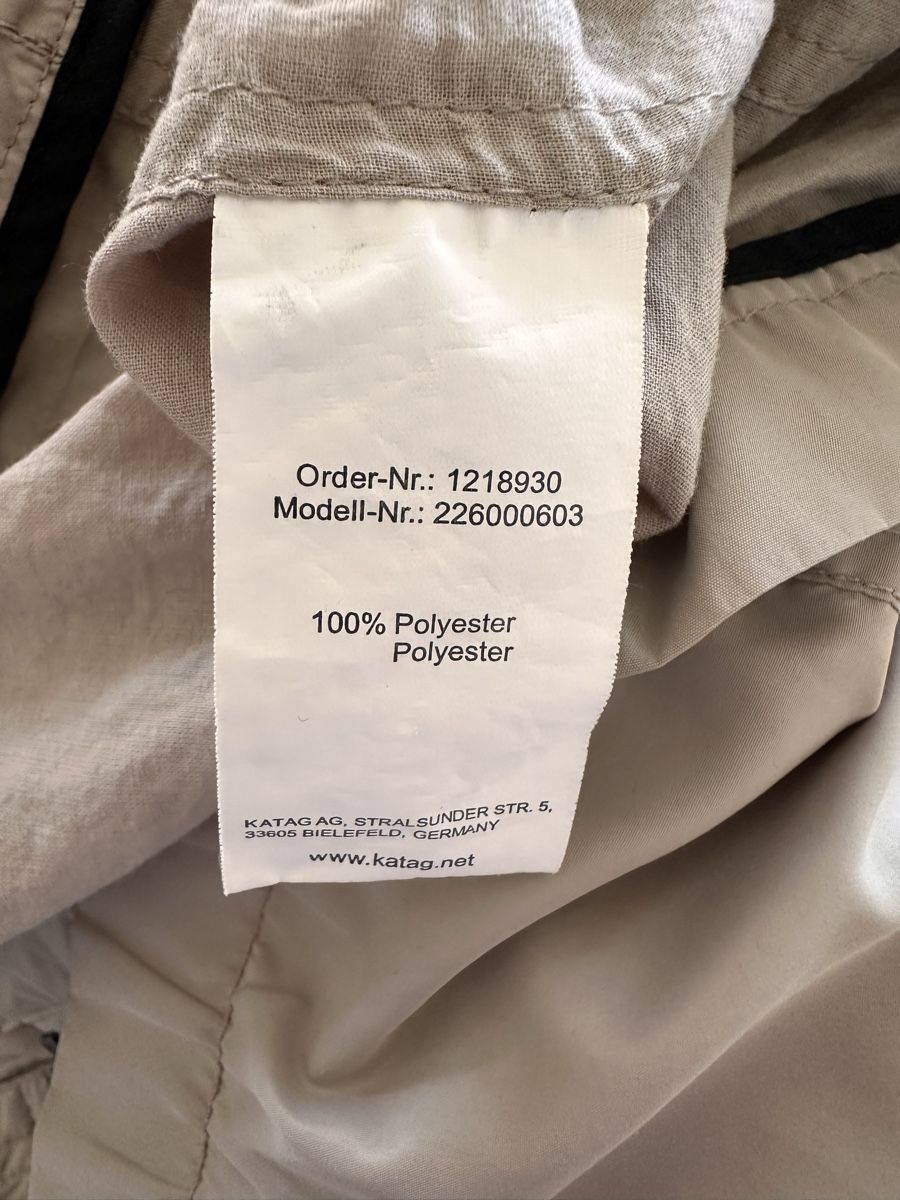 Order-Nr.: 1218930
Modell-Nr.: 226000603
100% Polyester
Polyester
KATAG AG, STRALSUNDER STR. 5,
33605 BIELEFELD, GERMANY
www.katag.net